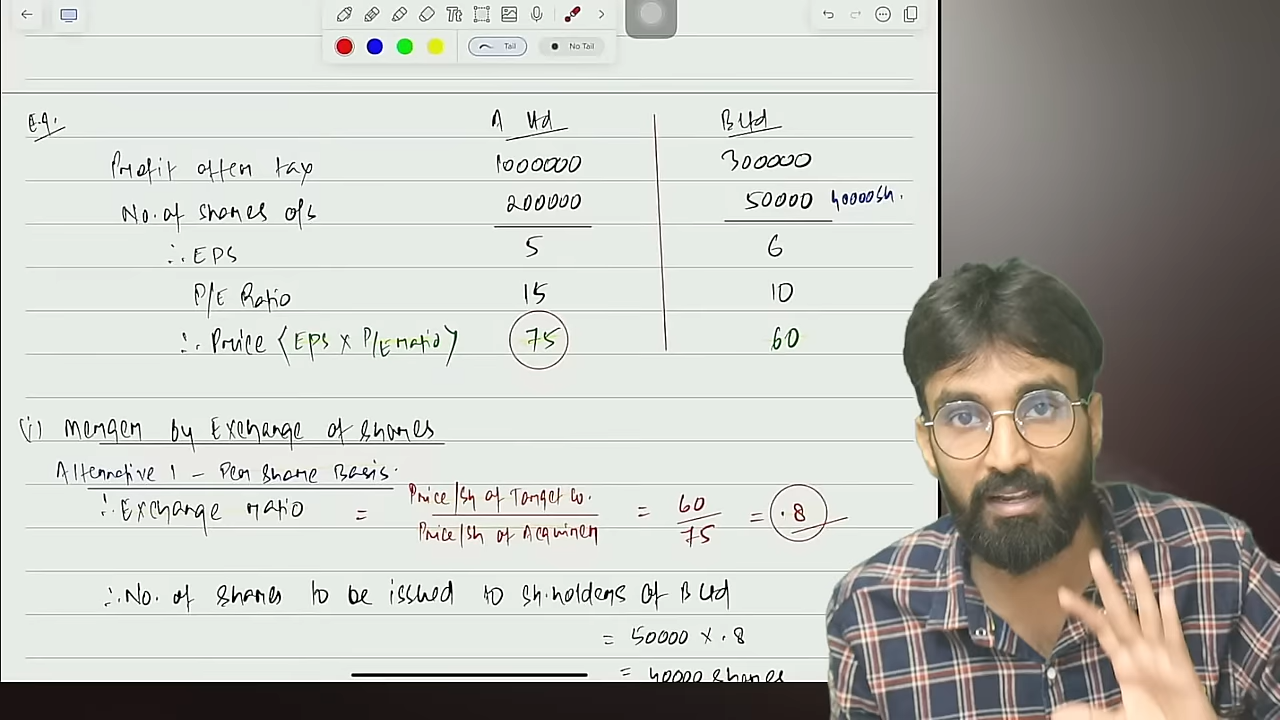 Tt
Tail No Tail
E.g. A Ltd B Ltd
Profit after tax 1000000 300000
No. of shares o/s 200000 50000 40000sh.
∴ EPS 5 6
P/E Ratio 15 10
∴ Price (EPS x P/E Ratio) 75 60
(i) Merger by Exchange of shares
Alternative 1 - Per Share Basis.
∴ Exchange ratio = Price/Sh of Target Co. / Price/Sh of Acquirer = 60/75 = .8
∴ No. of shares to be issued to sh.holders of B Ltd
= 50000 x .8
= 40000 shares